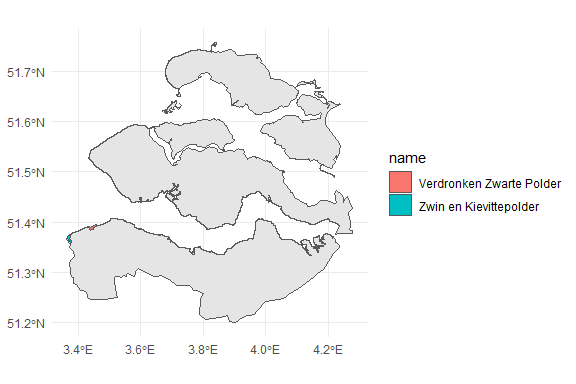 51.7°N
51.6°N
51.5°N
51.4°N
51.3°N
51.2°N
3.4°E
3.6°E
3.8°E
4.0°E
4.2°E
name
Verdronken Zwarte Polder
Zwin en Kievittepolder